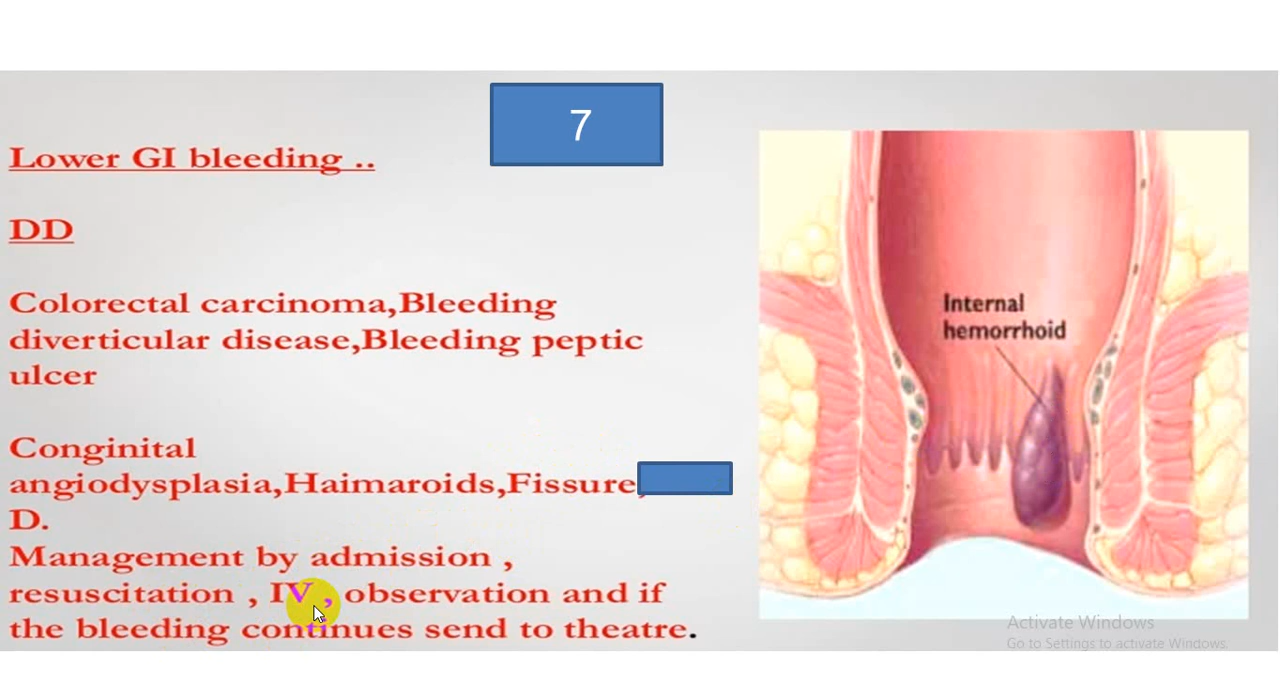 7
Lower GI bleeding ..
DD
Colorectal carcinoma,Bleeding
diverticular disease,Bleeding peptic
ulcer
Conginital
angiodysplasia,Haimaroids,Fissure,
D.
Management by admission ,
resuscitation , IV , observation and if
the bleeding continues send to theatre.
Internal
hemorrhoid
Activate Windows
Go to Settings to activate Windows.